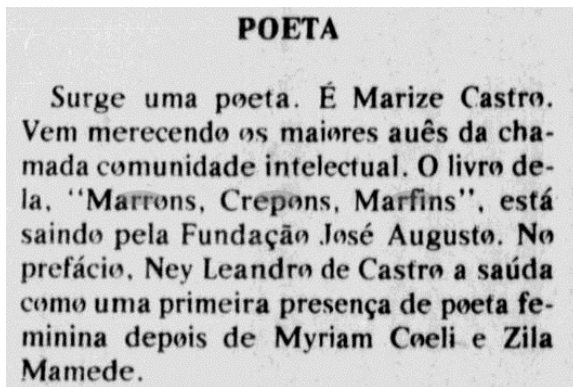 POETA
Surge uma poeta. É Marize Castro.
Vem merecendo os maiores auês da cha-
mada comunidade intelectual. O livro de-
la, "Marrons, Crepons, Marfins", está
saindo pela Fundação José Augusto. No
prefácio, Ney Leandro de Castro a saúda
como uma primeira presença de poeta fe-
minina depois de Myriam Coeli e Zila
Mamede.